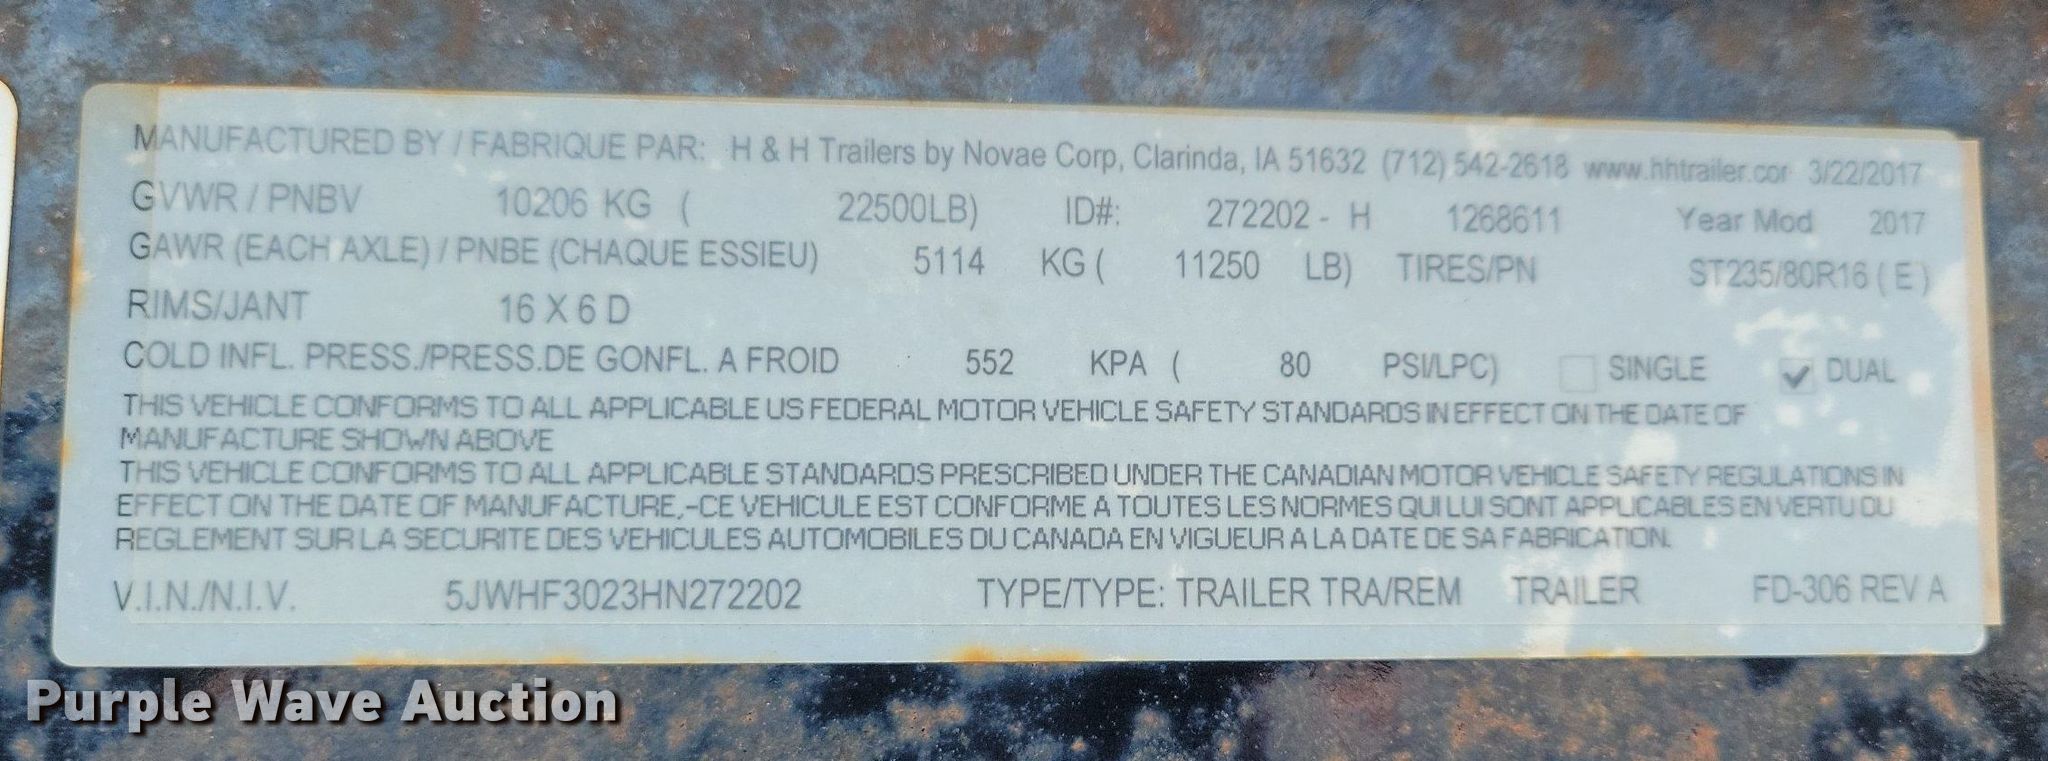 MANUFACTURED BY / FABRIQUE PAR: H & H Trailers by Novae Corp, Clarinda, IA 51632 (712) 542-2618 www.hhtrailer.cor 3/22/2017
GVWR / PNBV 10206 KG ( 22500LB) ID#: 272202 - H 1268611 Year Mod 2017
GAWR (EACH AXLE) / PNBE (CHAQUE ESSIEU) 5114 KG ( 11250 LB) TIRES/PN ST235/80R16 ( E )
RIMS/JANT 16 X 6 D
COLD INFL. PRESS./PRESS.DE GONFL. A FROID 552 KPA ( 80 PSI/LPC) SINGLE DUAL
THIS VEHICLE CONFORMS TO ALL APPLICABLE US FEDERAL MOTOR VEHICLE SAFETY STANDARDS IN EFFECT ON THE DATE OF
MANUFACTURE SHOWN ABOVE
THIS VEHICLE CONFORMS TO ALL APPLICABLE STANDARDS PRESCRIBED UNDER THE CANADIAN MOTOR VEHICLE SAFETY REGULATIONS IN
EFFECT ON THE DATE OF MANUFACTURE,-CE VEHICULE EST CONFORME A TOUTES LES NORMES QUI LUI SONT APPLICABLES EN VERTU DU
REGLEMENT SUR LA SECURITE DES VEHICULES AUTOMOBILES DU CANADA EN VIGUEUR A LA DATE DE SA FABRICATION.
V.I.N./N.I.V. 5JWHF3023HN272202 TYPE/TYPE: TRAILER TRA/REM TRAILER FD-306 REV A
Purple Wave Auction